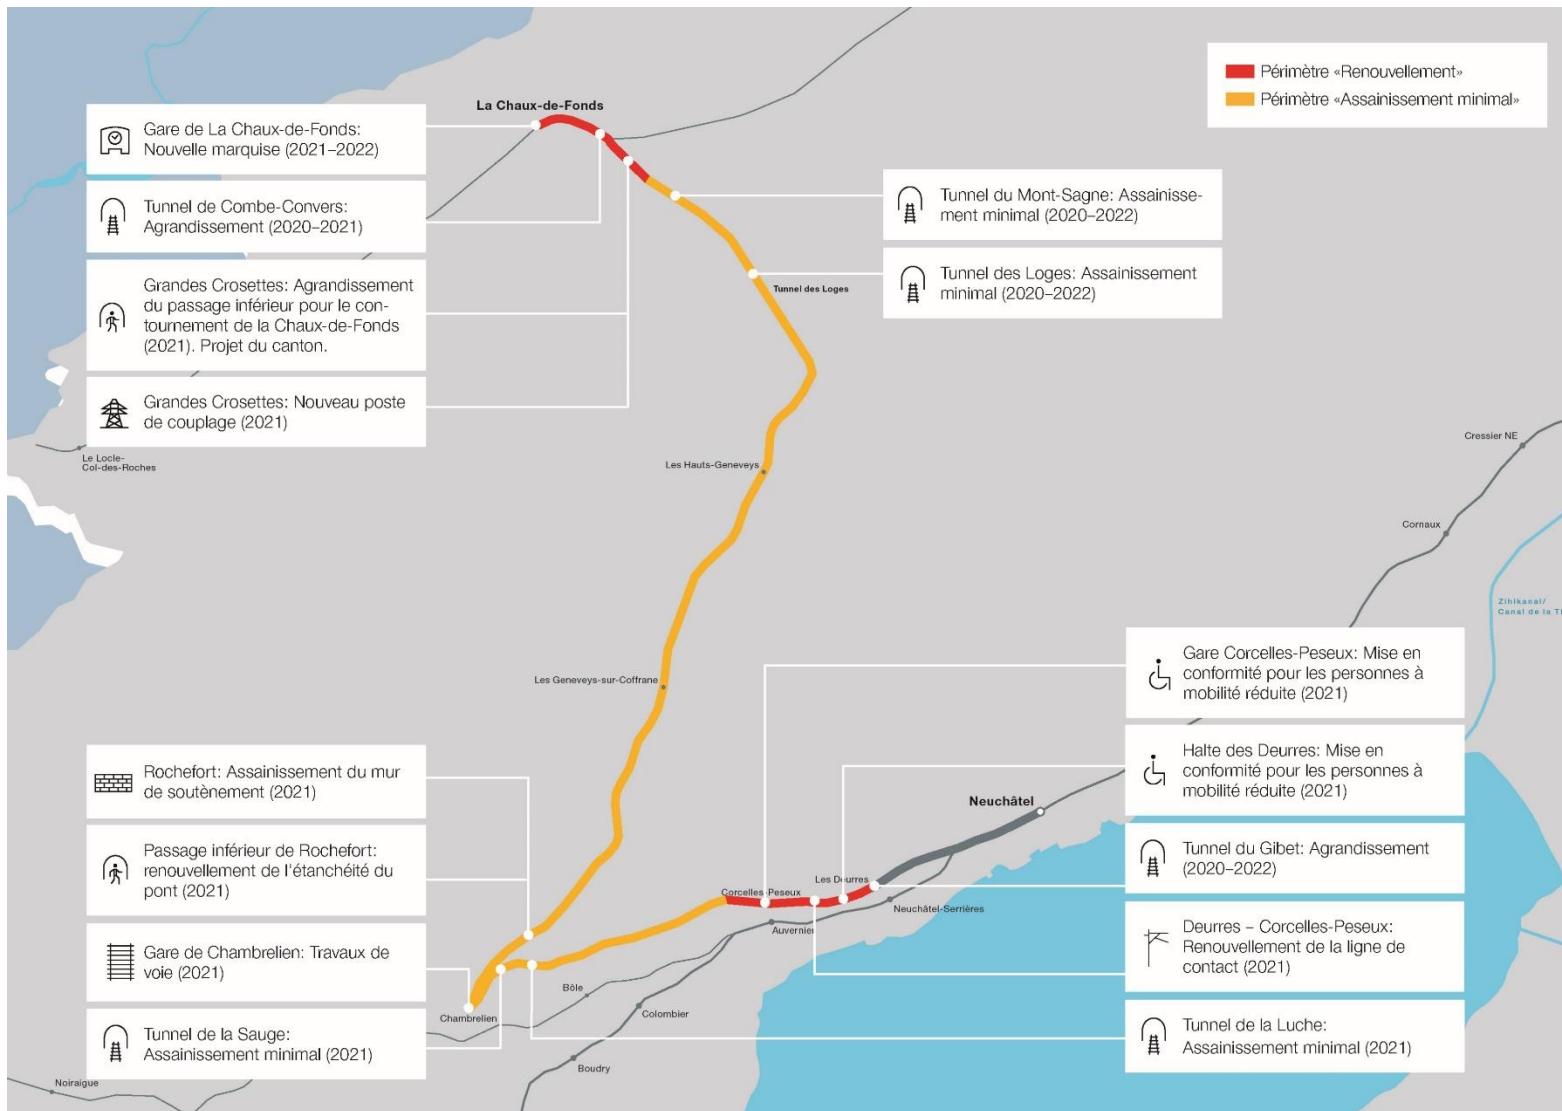 Périmètre «Renouvellement»
Périmètre «Assainissement minimal»
La Chaux-de-Fonds
Gare de La Chaux-de-Fonds:
Nouvelle marquise (2021–2022)
Tunnel de Combe-Convers:
Agrandissement (2020–2021)
Grandes Crosettes: Agrandissement
du passage inférieur pour le con-
tournement de la Chaux-de-Fonds
(2021). Projet du canton.
Grandes Crosettes: Nouveau poste
de couplage (2021)
Tunnel du Mont-Sagne: Assainisse-
ment minimal (2020–2022)
Tunnel des Loges: Assainissement
minimal (2020–2022)
Tunnel des Loges
Le Locle-
Col-des-Roches
Les Hauts-Geneveys
Cressier NE
Cornaux
Zihlkanal/
Canal de la
Les Geneveys-sur-Coffrane
Gare Corcelles-Peseux: Mise en
conformité pour les personnes à
mobilité réduite (2021)
Halte des Deurres: Mise en
conformité pour les personnes à
mobilité réduite (2021)
Tunnel du Gibet: Agrandissement
(2020–2022)
Deurres – Corcelles-Peseux:
Renouvellement de la ligne de
contact (2021)
Tunnel de la Luche:
Assainissement minimal (2021)
Rochefort: Assainissement du mur
de soutènement (2021)
Passage inférieur de Rochefort:
renouvellement de l'étanchéité du
pont (2021)
Gare de Chambrelien: Travaux de
voie (2021)
Tunnel de la Sauge:
Assainissement minimal (2021)
Neuchâtel
Les Deurres
Corcelles-Peseux
Neuchâtel-Serrières
Auvernier
Bôle
Colombier
Chambrelien
Boudry
Noiraigue